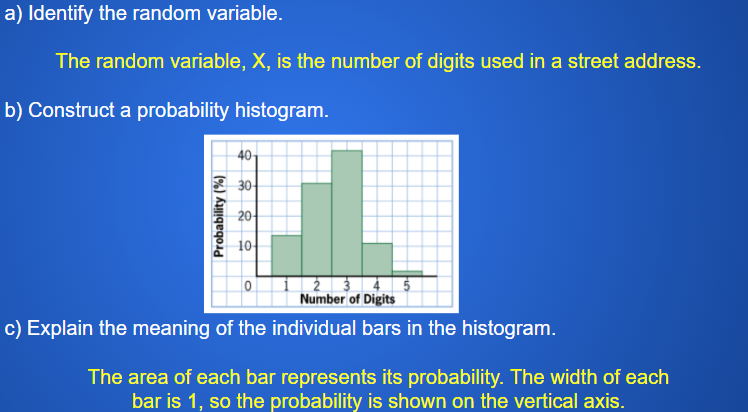 a) Identify the random variable.
The random variable, X, is the number of digits used in a street address.
b) Construct a probability histogram.
Probability (%)
40
30
20
10
0 1 2 3 4 5
Number of Digits
c) Explain the meaning of the individual bars in the histogram.
The area of each bar represents its probability. The width of each
bar is 1, so the probability is shown on the vertical axis.